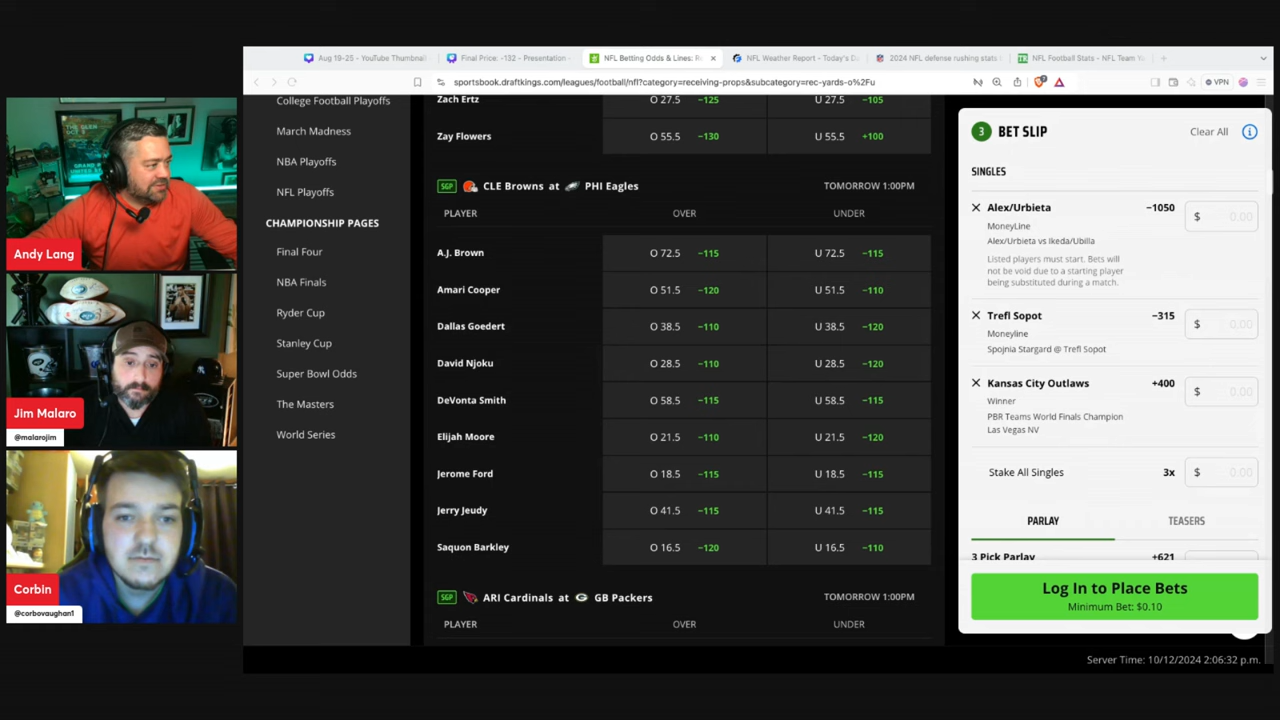 Aug 19-25 - YouTube Thumbnail
Final Price: -132 - Presentation -
NFL Betting Odds & Lines: Re
NFL Weather Report - Today's Da
2024 NFL defense rushing stats
NFL Football Stats - NFL Team Yo
sportsbook.draftkings.com/leagues/football/nfl?category=receiving-props&subcategory=rec-yards-o%2Fu
VPN
College Football Playoffs
March Madness
NBA Playoffs
NFL Playoffs
CHAMPIONSHIP PAGES
Final Four
NBA Finals
Ryder Cup
Stanley Cup
Super Bowl Odds
The Masters
World Series
Zach Ertz O 27.5 −125 U 27.5 −105
Zay Flowers O 55.5 −130 U 55.5 +100
SGP CLE Browns at PHI Eagles TOMORROW 1:00PM
PLAYER OVER UNDER
A.J. Brown O 72.5 −115 U 72.5 −115
Amari Cooper O 51.5 −120 U 51.5 −110
Dallas Goedert O 38.5 −110 U 38.5 −120
David Njoku O 28.5 −110 U 28.5 −120
DeVonta Smith O 58.5 −115 U 58.5 −115
Elijah Moore O 21.5 −110 U 21.5 −120
Jerome Ford O 18.5 −115 U 18.5 −115
Jerry Jeudy O 41.5 −115 U 41.5 −115
Saquon Barkley O 16.5 −120 U 16.5 −110
SGP ARI Cardinals at GB Packers TOMORROW 1:00PM
PLAYER OVER UNDER
3 BET SLIP Clear All
SINGLES
Alex/Urbieta −1050 $ 0.00
MoneyLine
Alex/Urbieta vs Ikeda/Ubilla
Listed players must start. Bets will
not be void due to a starting player
being substituted during a match.
Trefl Sopot −315 $ 0.00
Moneyline
Spojnia Stargard @ Trefl Sopot
Kansas City Outlaws +400 $ 0.00
Winner
PBR Teams World Finals Champion
Las Vegas NV
Stake All Singles 3x $ 0.00
PARLAY TEASERS
3 Pick Parlay +621
Log In to Place Bets
Minimum Bet: $0.10
Server Time: 10/12/2024 2:06:32 p.m.
Andy Lang
Jim Malaro
@malarojim
Corbin
@corbovaughan1